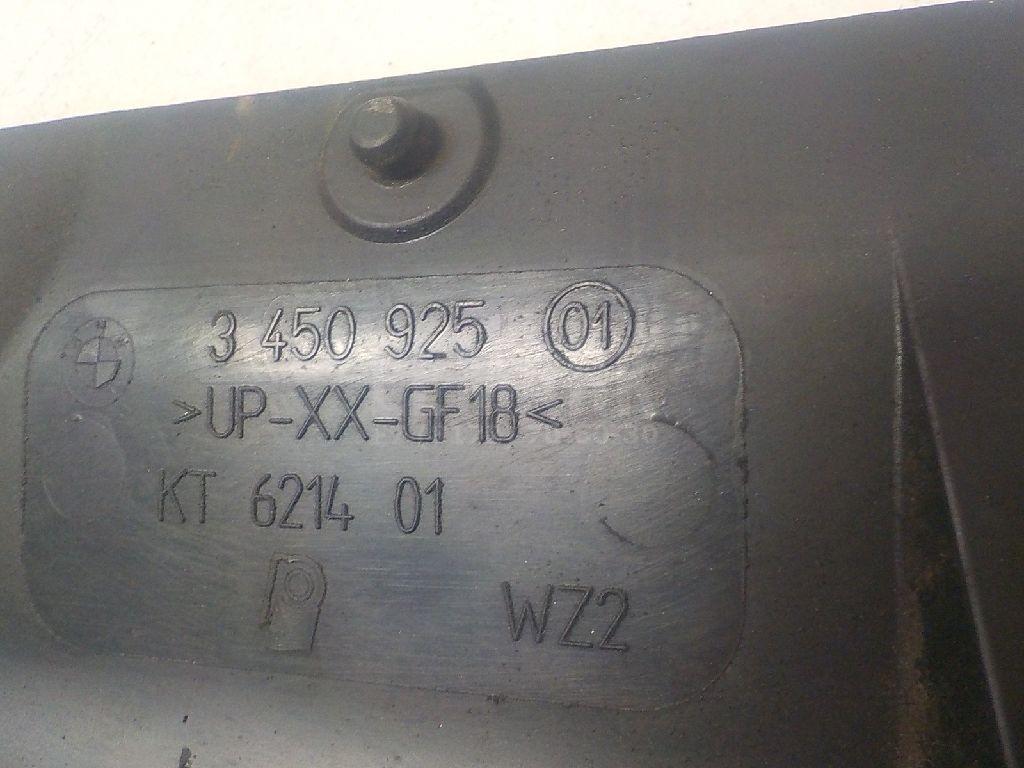 3 450 925 01
>UP-XX-GF18<
KT 6214 01
WZ2